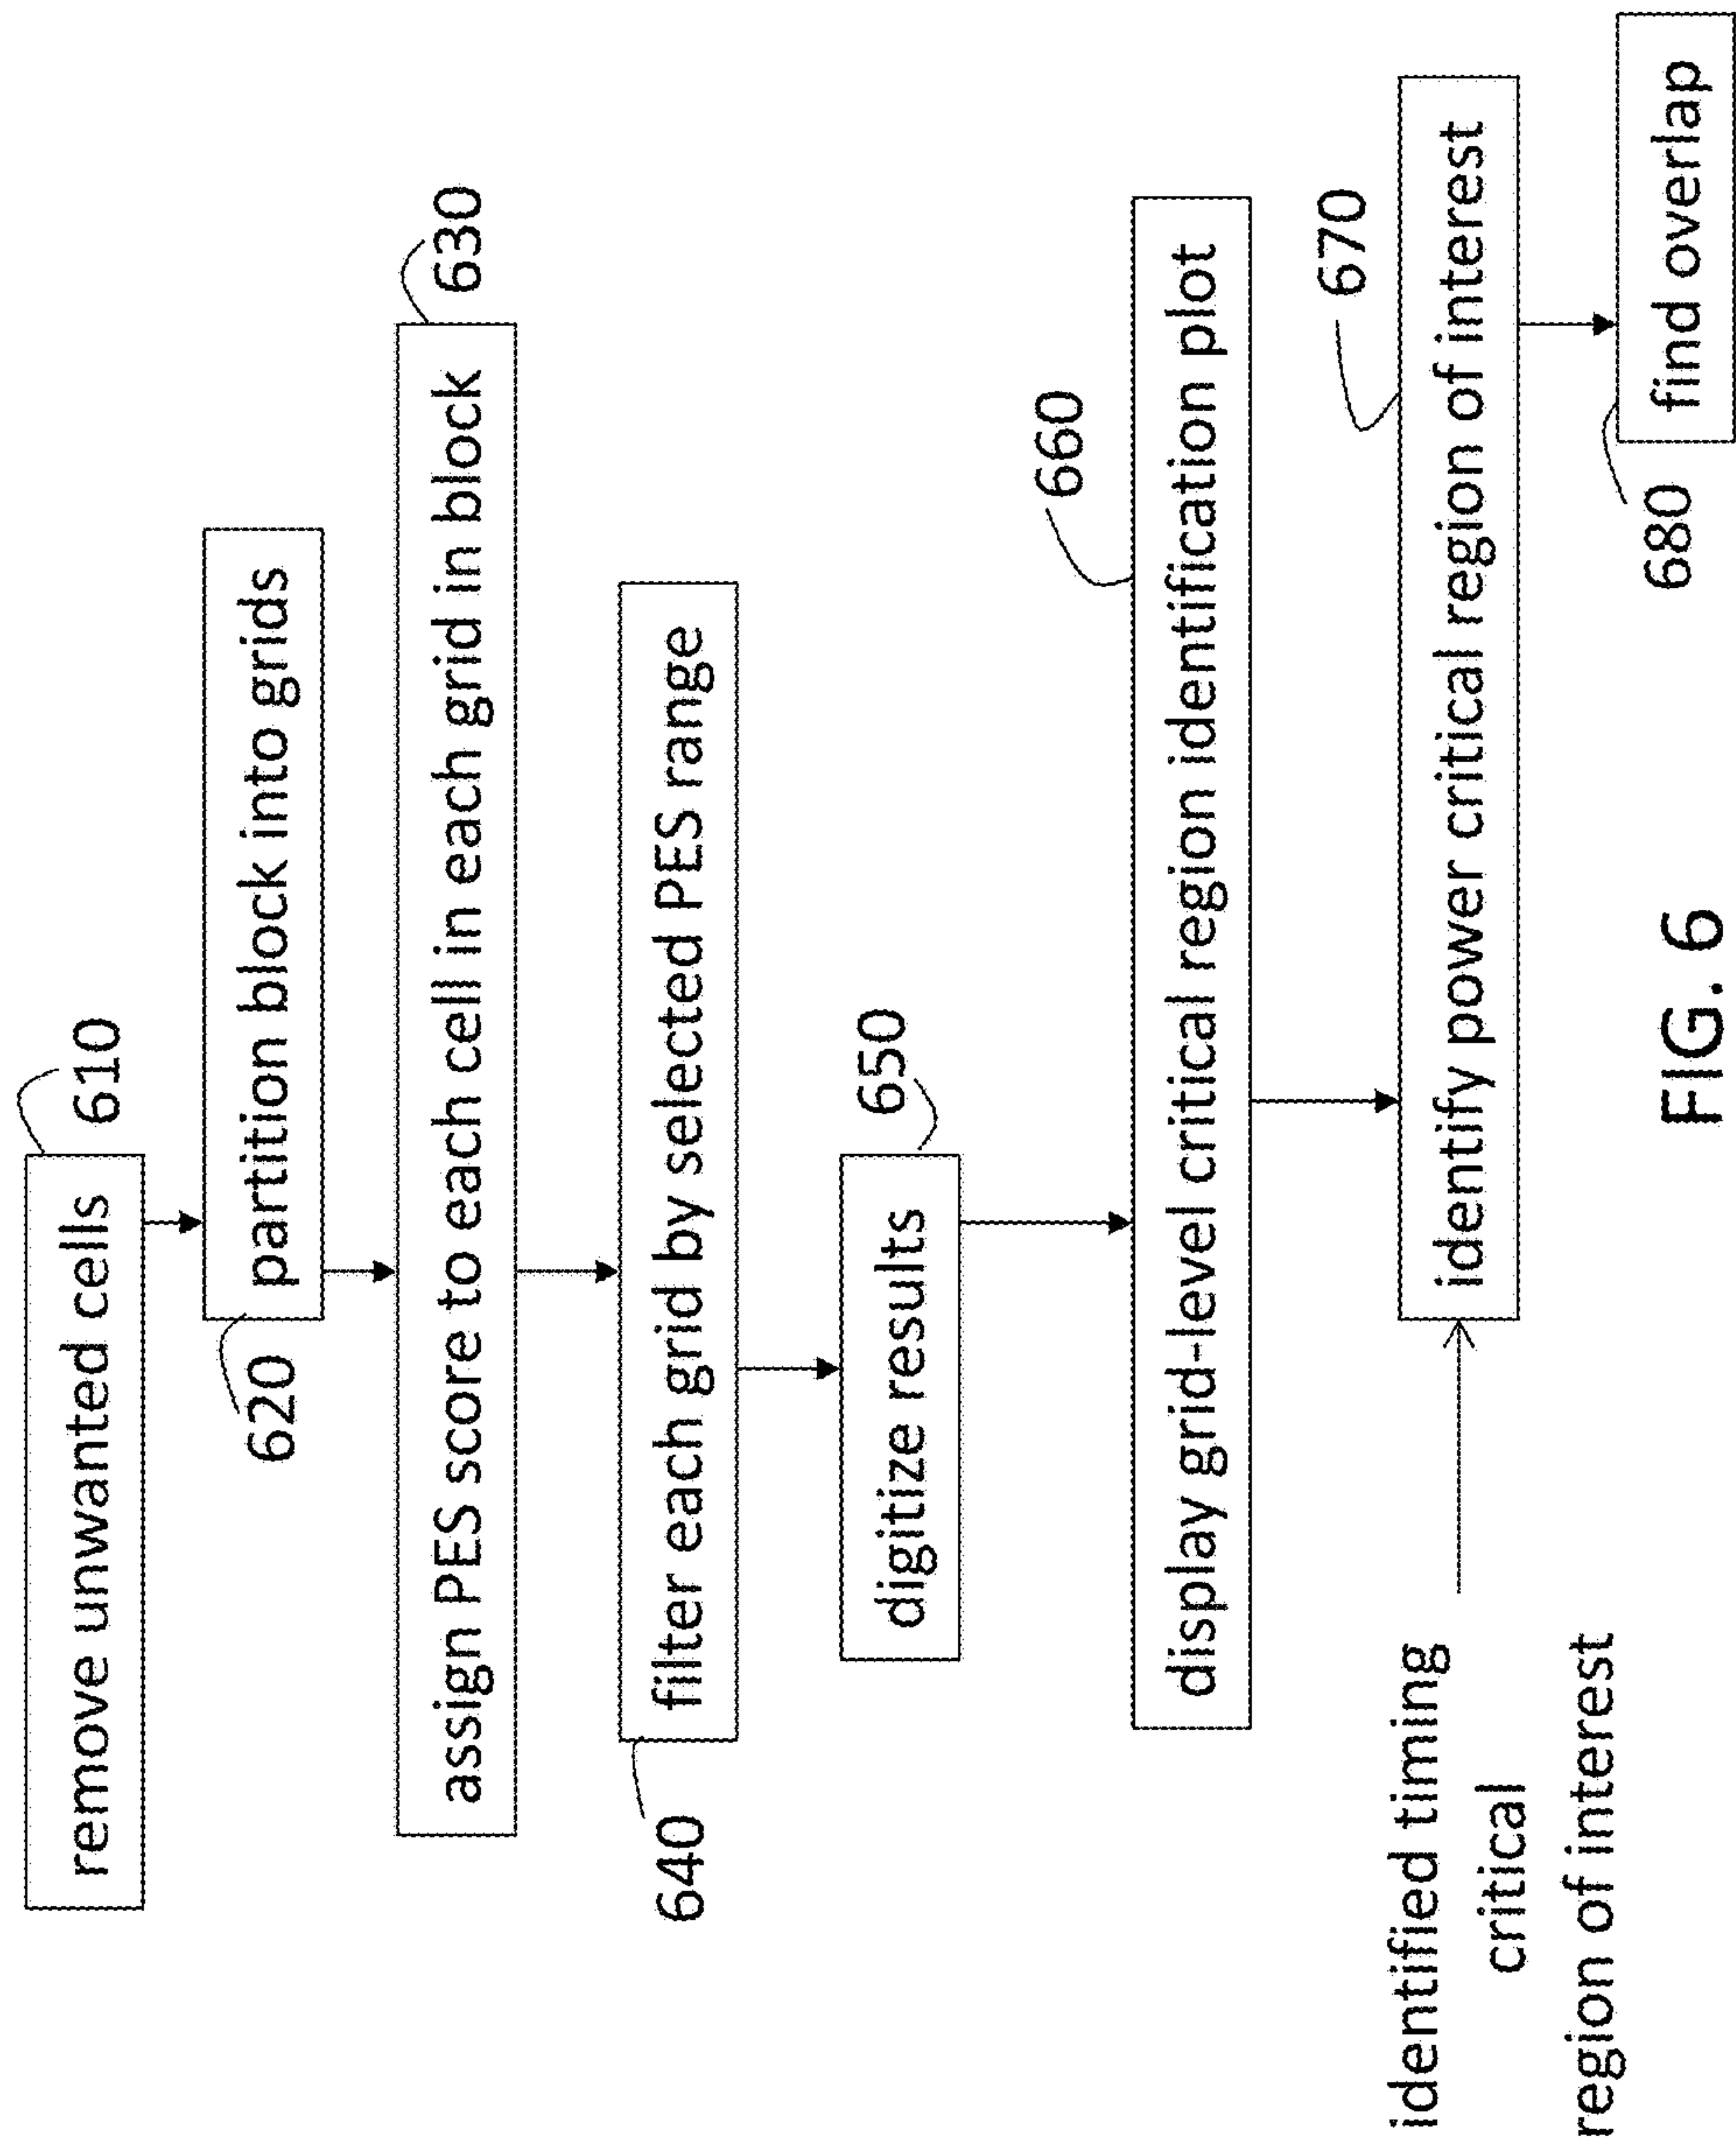 remove unwanted cells
610
620
partition block into grids
assign PES score to each cell in each grid in block
630
640
filter each grid by selected PES range
digitize results
650
660
display grid-level critical region identification plot
identified timing
critical
region of interest
670
identify power critical region of interest
680
find overlap
FIG. 6